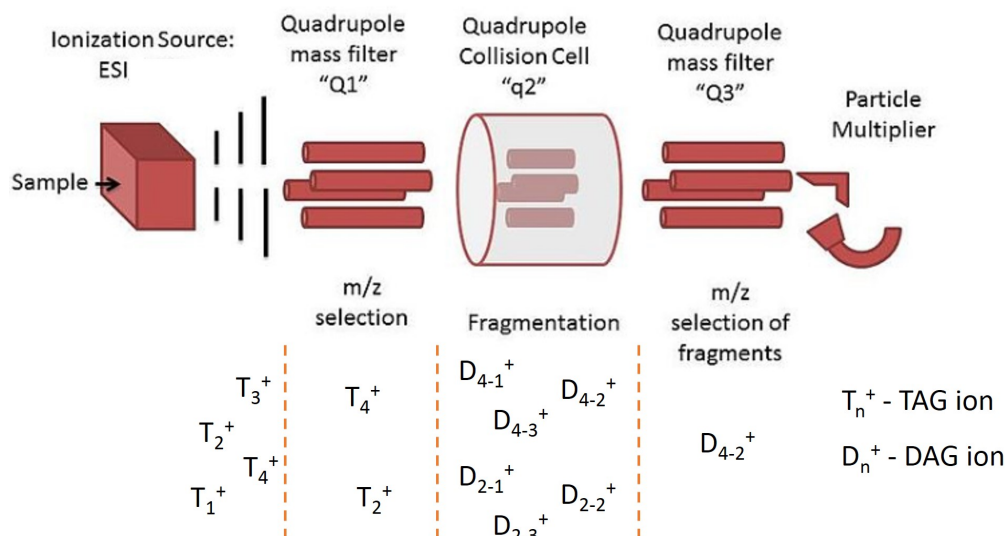 Ionization Source:
ESI
Quadrupole
mass filter
“Q1”
Quadrupole
Collision Cell
“q2”
Quadrupole
mass filter
“Q3”
Particle
Multiplier
Sample
m/z
selection
Fragmentation
m/z
selection of
fragments
T₃⁺
T₂⁺
T₄⁺
T₁⁺
T₄⁺
T₂⁺
D₄₋₁⁺
D₄₋₂⁺
D₄₋₃⁺
D₂₋₁⁺
D₂₋₂⁺
D₂₋₃⁺
D₄₋₂⁺
Tₙ⁺ - TAG ion
Dₙ⁺ - DAG ion